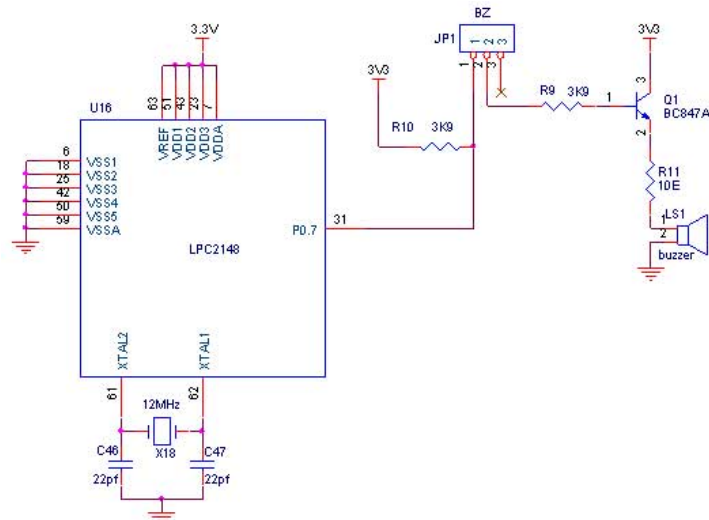 BZ
3.3V
JP1
1 2 3
3V3
1
2
3
3V3
R9 3K9
1
3
Q1
BC847A
2
U16
63
51
43
23
7
VREF
VDD1
VDD2
VDD3
VDDA
R10 3K9
6 VSS1
18 VSS2
25 VSS3
42 VSS4
50 VSS5
59 VSSA
R11
10E
LS1
1
2
buzzer
P0.7 31
LPC2148
XTAL2
XTAL1
61
62
12MHz
X18
C46
22pf
C47
22pf